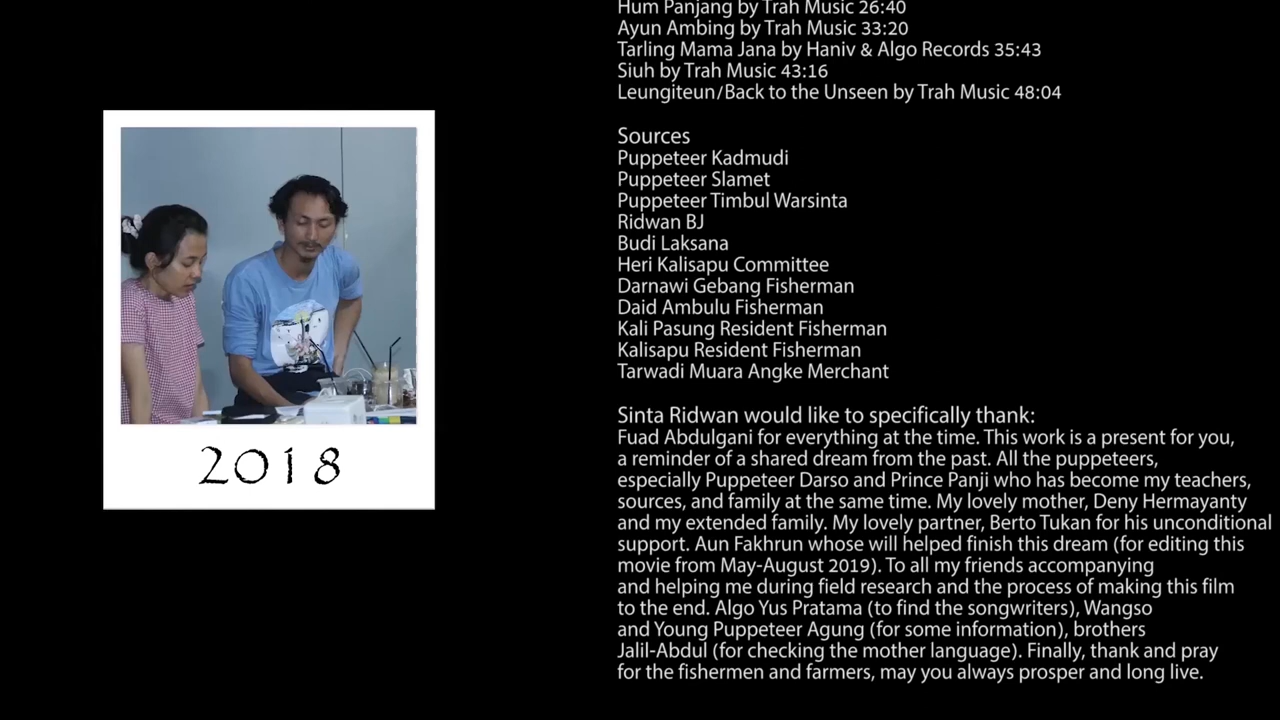 Hum Panjang by Trah Music 26:40
Ayun Ambing by Trah Music 33:20
Tarling Mama Jana by Haniv & Algo Records 35:43
Siuh by Trah Music 43:16
Leungiteun/Back to the Unseen by Trah Music 48:04
Sources
Puppeteer Kadmudi
Puppeteer Slamet
Puppeteer Timbul Warsinta
Ridwan BJ
Budi Laksana
Heri Kalisapu Committee
Darnawi Gebang Fisherman
Daid Ambulu Fisherman
Kali Pasung Resident Fisherman
Kalisapu Resident Fisherman
Tarwadi Muara Angke Merchant
Sinta Ridwan would like to specifically thank:
Fuad Abdulgani for everything at the time. This work is a present for you,
a reminder of a shared dream from the past. All the puppeteers,
especially Puppeteer Darso and Prince Panji who has become my teachers,
sources, and family at the same time. My lovely mother, Deny Hermayanty
and my extended family. My lovely partner, Berto Tukan for his unconditional
support. Aun Fakhrun whose will helped finish this dream (for editing this
movie from May-August 2019). To all my friends accompanying
and helping me during field research and the process of making this film
to the end. Algo Yus Pratama (to find the songwriters), Wangso
and Young Puppeteer Agung (for some information), brothers
Jalil-Abdul (for checking the mother language). Finally, thank and pray
for the fishermen and farmers, may you always prosper and long live.
2018